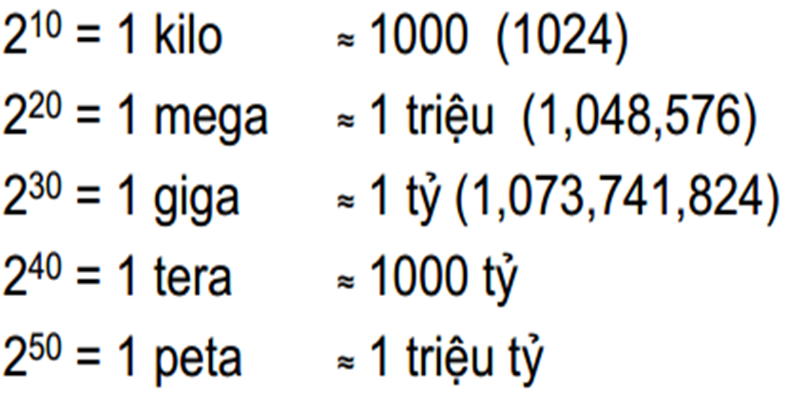 2¹⁰ = 1 kilo ≈ 1000 (1024)
2²⁰ = 1 mega ≈ 1 triệu (1,048,576)
2³⁰ = 1 giga ≈ 1 tỷ (1,073,741,824)
2⁴⁰ = 1 tera ≈ 1000 tỷ
2⁵⁰ = 1 peta ≈ 1 triệu tỷ